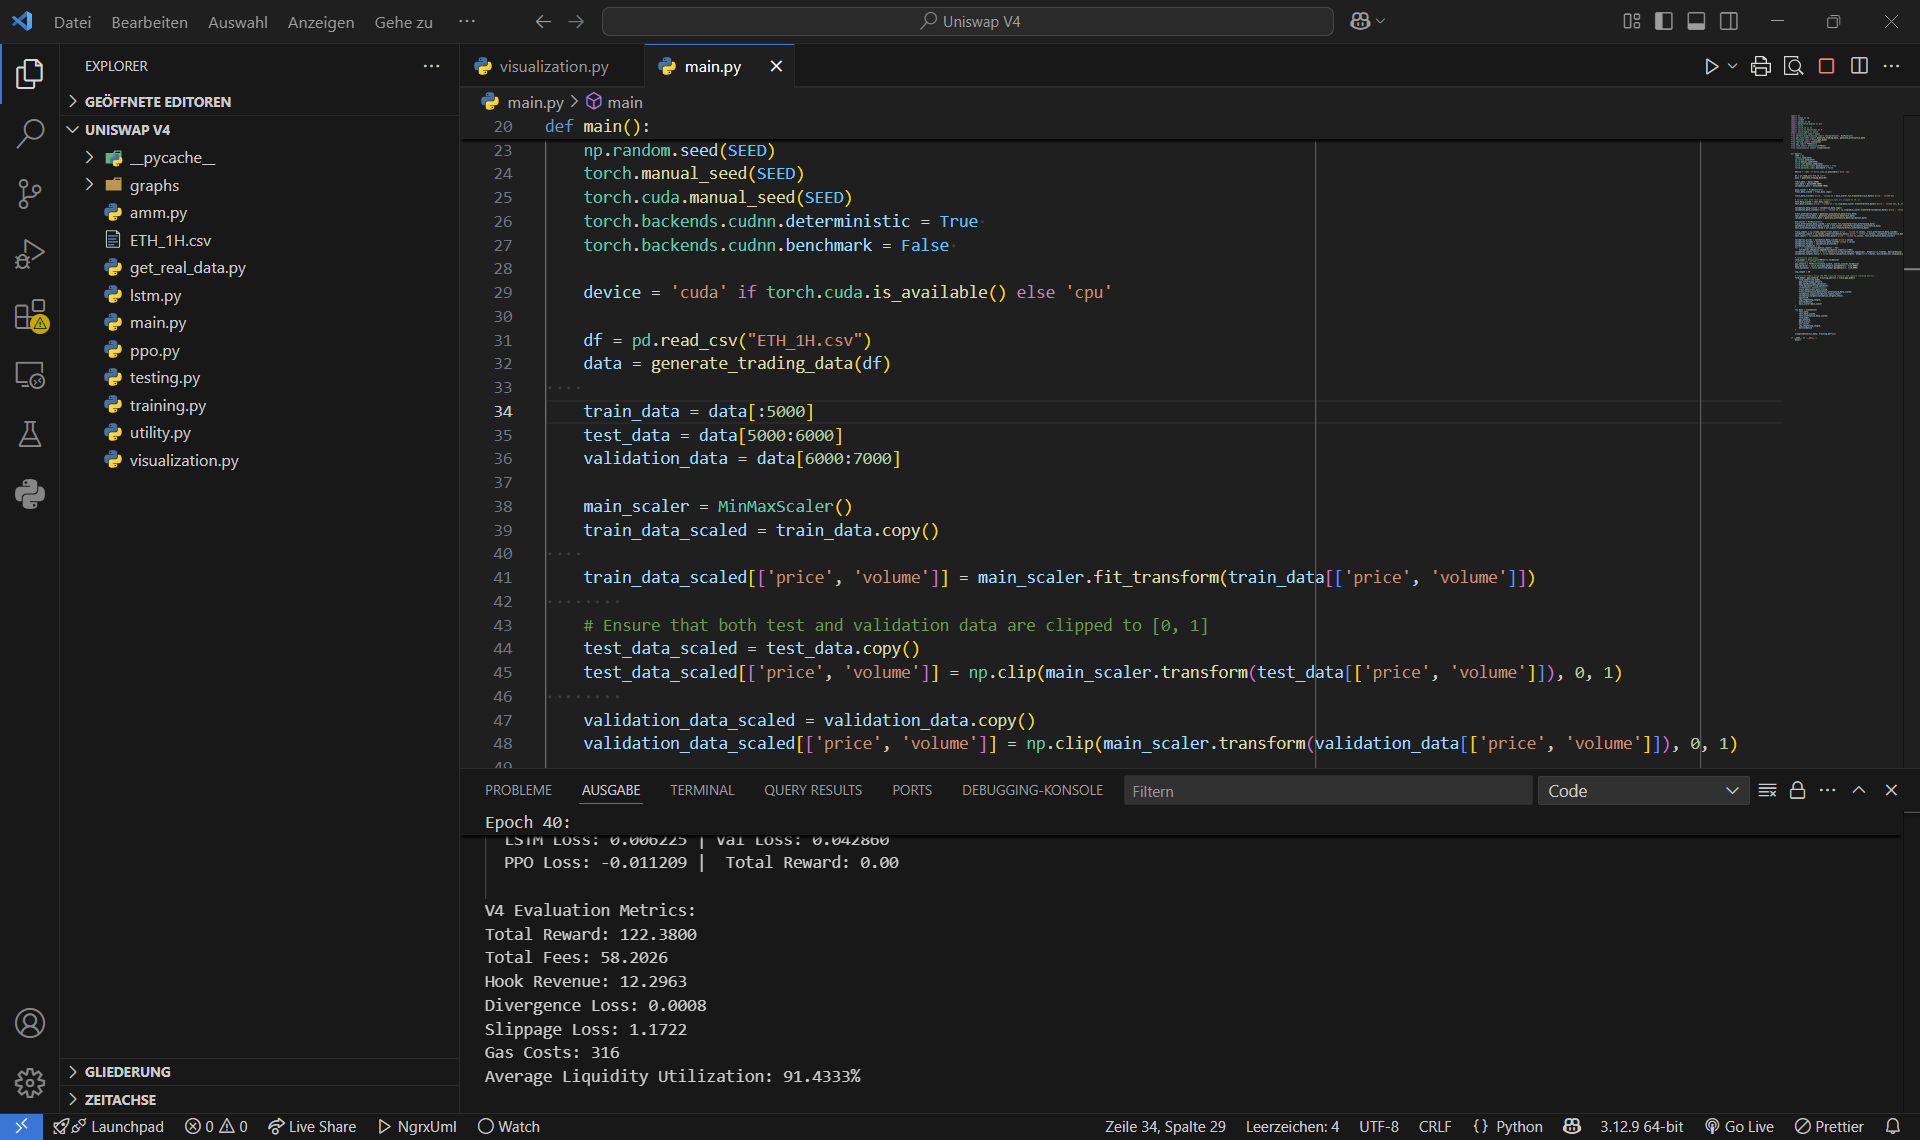 Datei Bearbeiten Auswahl Anzeigen Gehe zu ··· Uniswap V4
EXPLORER
GEÖFFNETE EDITOREN
UNISWAP V4
__pycache__
graphs
amm.py
ETH_1H.csv
get_real_data.py
lstm.py
main.py
ppo.py
testing.py
training.py
utility.py
visualization.py
GLIEDERUNG
ZEITACHSE
visualization.py main.py
main.py > main
20 def main():
23 np.random.seed(SEED)
24 torch.manual_seed(SEED)
25 torch.cuda.manual_seed(SEED)
26 torch.backends.cudnn.deterministic = True
27 torch.backends.cudnn.benchmark = False
28
29 device = 'cuda' if torch.cuda.is_available() else 'cpu'
30
31 df = pd.read_csv("ETH_1H.csv")
32 data = generate_trading_data(df)
33
34 train_data = data[:5000]
35 test_data = data[5000:6000]
36 validation_data = data[6000:7000]
37
38 main_scaler = MinMaxScaler()
39 train_data_scaled = train_data.copy()
40
41 train_data_scaled[['price', 'volume']] = main_scaler.fit_transform(train_data[['price', 'volume']])
42
43 # Ensure that both test and validation data are clipped to [0, 1]
44 test_data_scaled = test_data.copy()
45 test_data_scaled[['price', 'volume']] = np.clip(main_scaler.transform(test_data[['price', 'volume']]), 0, 1)
46
47 validation_data_scaled = validation_data.copy()
48 validation_data_scaled[['price', 'volume']] = np.clip(main_scaler.transform(validation_data[['price', 'volume']]), 0, 1)
49
PROBLEME AUSGABE TERMINAL QUERY RESULTS PORTS DEBUGGING-KONSOLE Filtern Code
Epoch 40:
LSTM Loss: 0.006225 | Val Loss: 0.042860
PPO Loss: -0.011209 | Total Reward: 0.00
V4 Evaluation Metrics:
Total Reward: 122.3800
Total Fees: 58.2026
Hook Revenue: 12.2963
Divergence Loss: 0.0008
Slippage Loss: 1.1722
Gas Costs: 316
Average Liquidity Utilization: 91.4333%
Launchpad 0 0 Live Share NgrxUml Watch Zeile 34, Spalte 29 Leerzeichen: 4 UTF-8 CRLF {} Python 3.12.9 64-bit Go Live Prettier